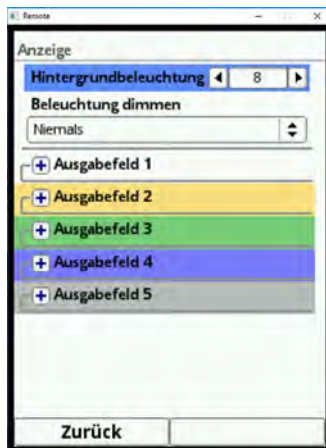 Remote
Anzeige
Hintergrundbeleuchtung 8
Beleuchtung dimmen
Niemals
Ausgabefeld 1
Ausgabefeld 2
Ausgabefeld 3
Ausgabefeld 4
Ausgabefeld 5
Zurück